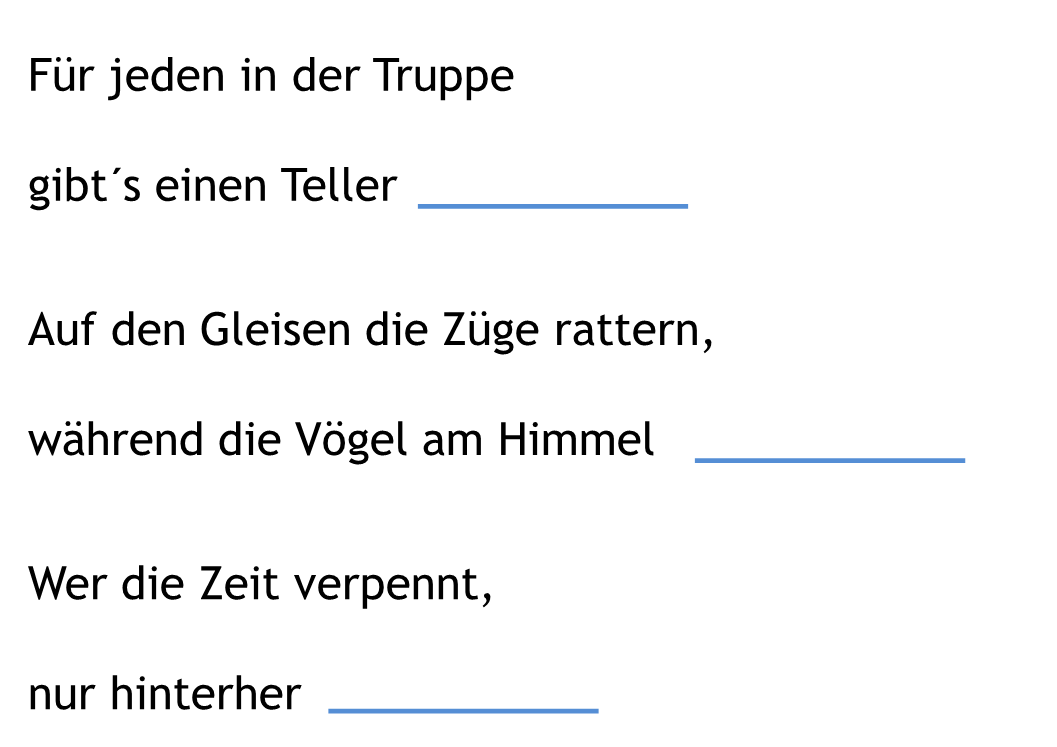 Für jeden in der Truppe
gibt´s einen Teller
Auf den Gleisen die Züge rattern,
während die Vögel am Himmel
Wer die Zeit verpennt,
nur hinterher